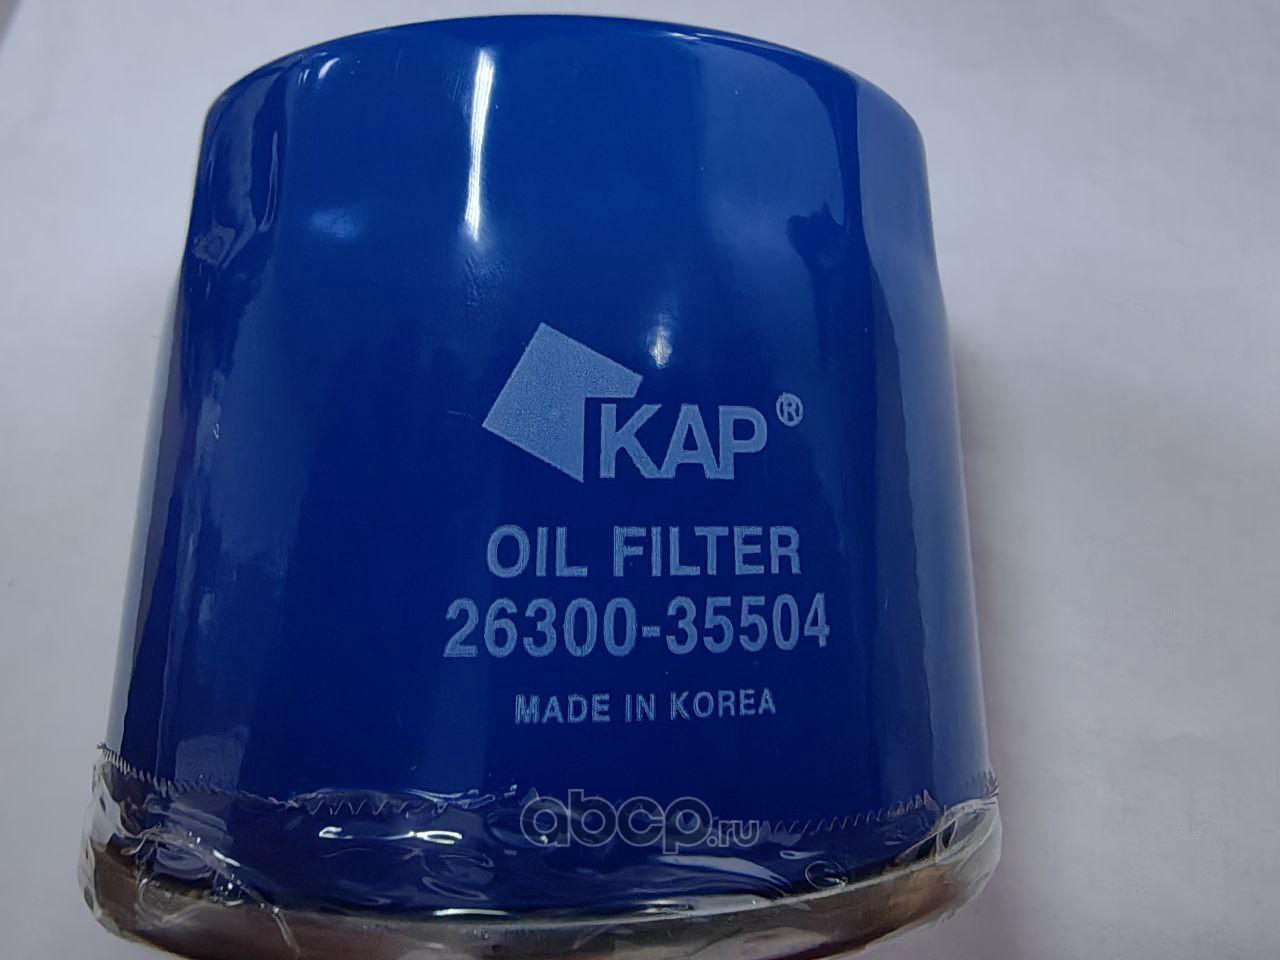 KAP®
OIL FILTER
26300-35504
MADE IN KOREA
abcp.ru